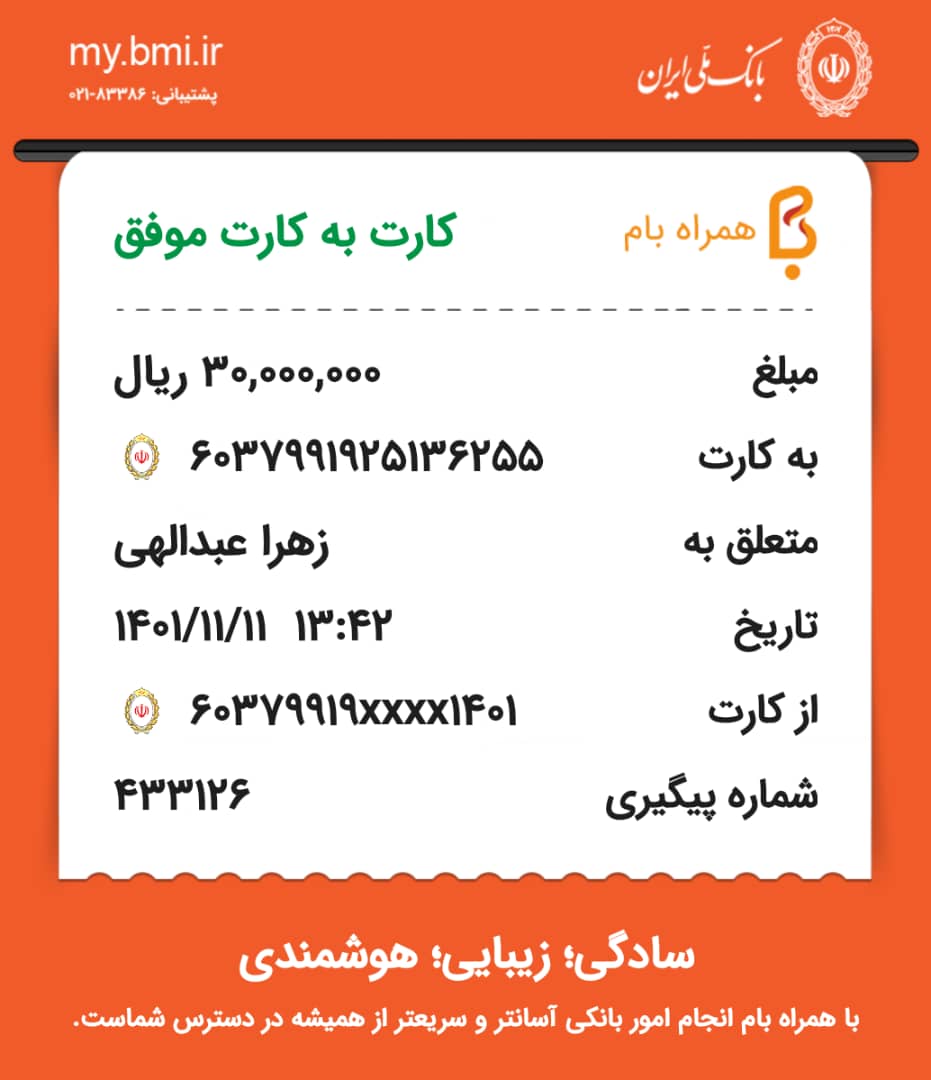 بانک ملّی ایران
my.bmi.ir
پشتیبانی: ۸۳۳۸۶-۰۲۱
همراه بام
کارت به کارت موفق
مبلغ ۳۰,۰۰۰,۰۰۰ ریال
به کارت ۶۰۳۷۹۹۱۹۲۵۱۳۶۲۵۵
متعلق به زهرا عبدالهی
تاریخ ۱۴۰۱/۱۱/۱۱ ۱۳:۴۲
از کارت ۶۰۳۷۹۹۱۹xxxx۱۴۰۱
شماره پیگیری ۴۳۳۱۲۶
سادگی؛ زیبایی؛ هوشمندی
با همراه بام انجام امور بانکی آسانتر و سریعتر از همیشه در دسترس شماست.